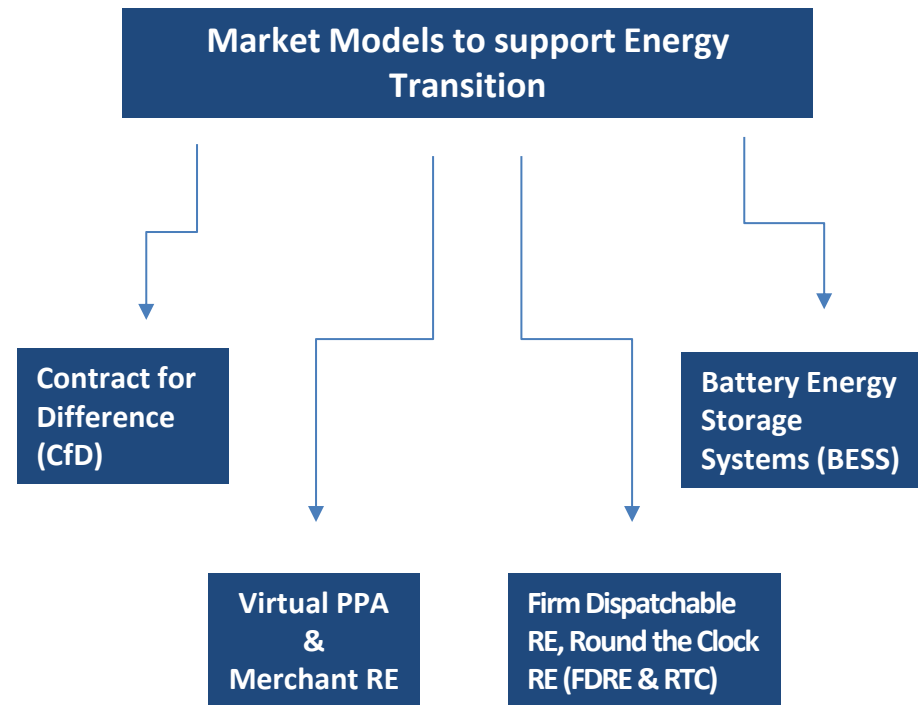 Market Models to support Energy
Transition
Contract for
Difference
(CfD)
Battery Energy
Storage
Systems (BESS)
Virtual PPA
&
Merchant RE
Firm Dispatchable
RE, Round the Clock
RE (FDRE & RTC)